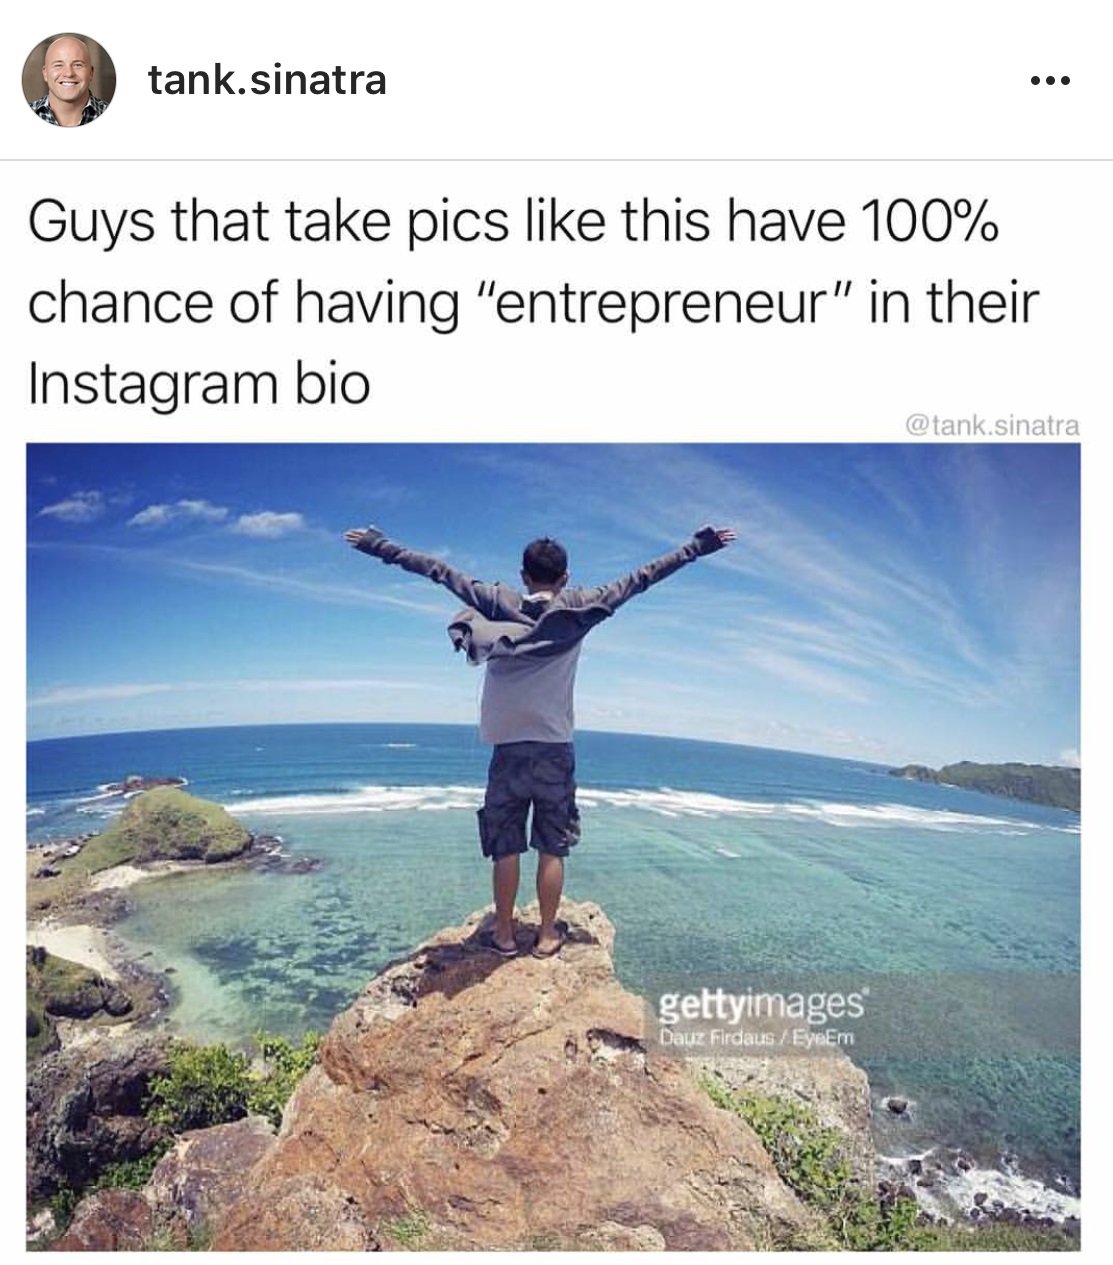 tank.sinatra
Guys that take pics like this have 100%
chance of having "entrepreneur" in their
Instagram bio
@tank.sinatra
gettyimages®
Dauz Firdaus / EyeEm